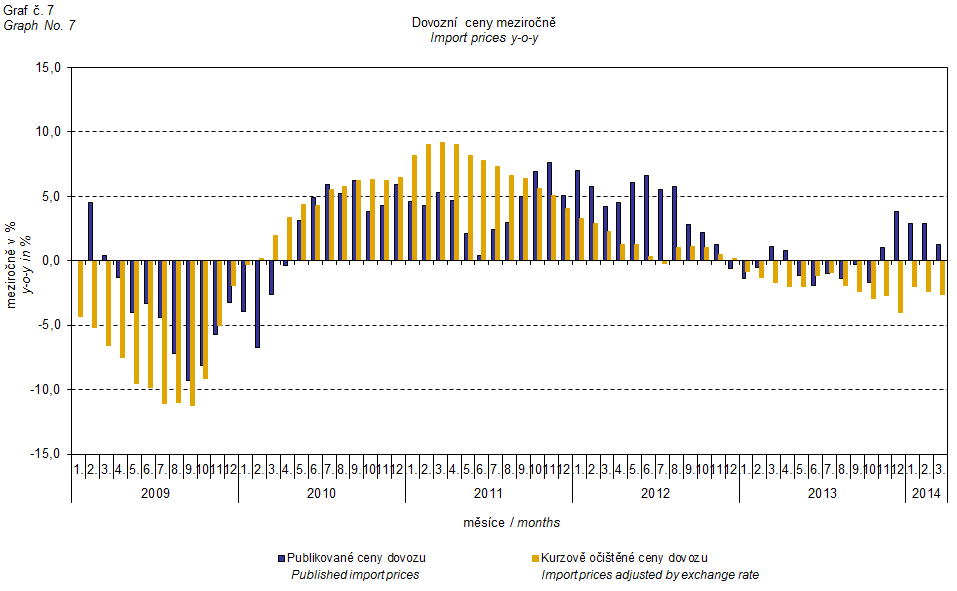 Graf č. 7
Graph No. 7
Dovozní ceny meziročně
Import prices y-o-y
meziročně v %
y-o-y in %
15,0
10,0
5,0
0,0
-5,0
-10,0
-15,0
1. 2. 3. 4. 5. 6. 7. 8. 9. 10 11 12 1. 2. 3. 4. 5. 6. 7. 8. 9. 10 11 12 1. 2. 3. 4. 5. 6. 7. 8. 9. 10 11 12 1. 2. 3. 4. 5. 6. 7. 8. 9. 10 11 12 1. 2. 3. 4. 5. 6. 7. 8. 9. 10 11 12 1. 2. 3.
2009 2010 2011 2012 2013 2014
měsíce / months
Publikované ceny dovozu Kurzově očištěné ceny dovozu
Published import prices Import prices adjusted by exchange rate